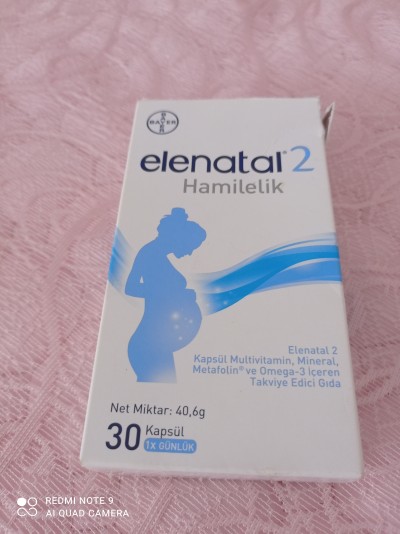 BAYER
BAYER
elenatal® 2
Hamilelik
Elenatal 2
Kapsül Multivitamin, Mineral,
Metafolin® ve Omega-3 İçeren
Takviye Edici Gıda
Net Miktar: 40,6g
30 Kapsül
1x GÜNLÜK
REDMI NOTE 9
AI QUAD CAMERA